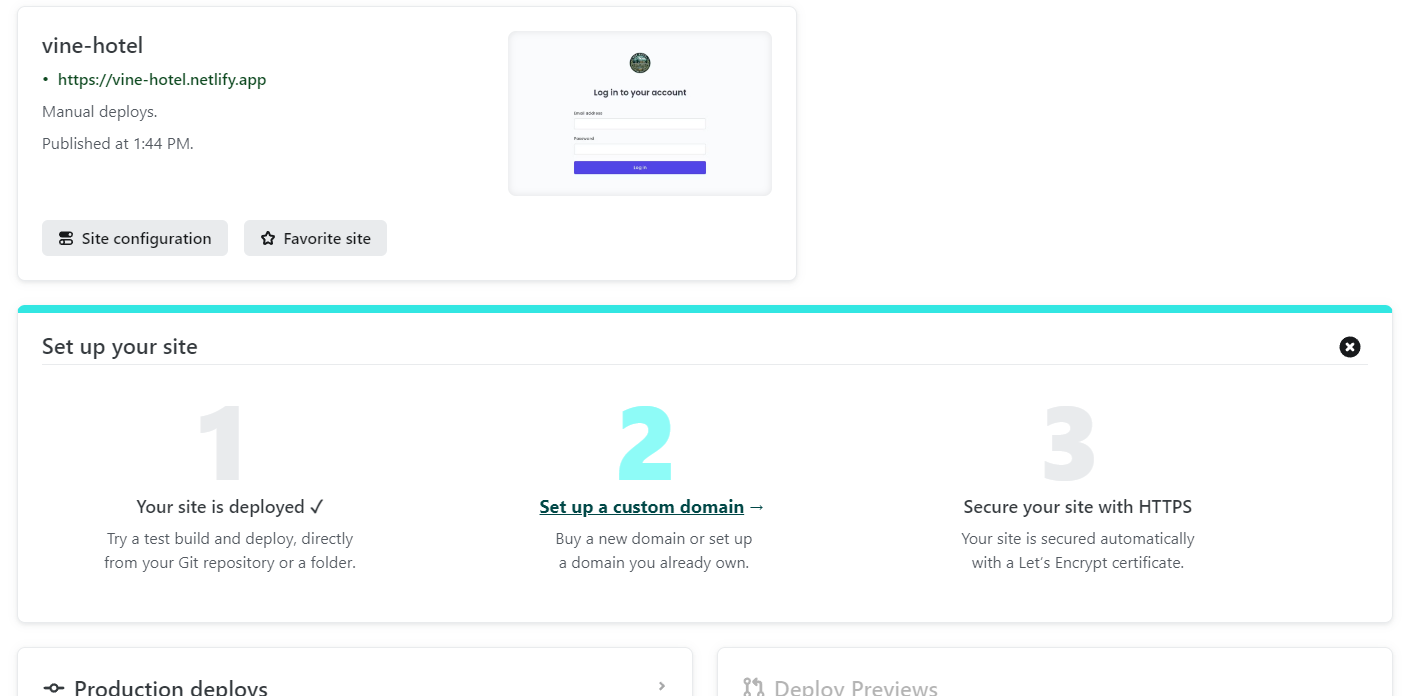 vine-hotel
• https://vine-hotel.netlify.app
Manual deploys.
Published at 1:44 PM.
Log in to your account
Email address
Password
Log in
Site configuration
Favorite site
Set up your site
1
Your site is deployed ✓
Try a test build and deploy, directly
from your Git repository or a folder.
2
Set up a custom domain →
Buy a new domain or set up
a domain you already own.
3
Secure your site with HTTPS
Your site is secured automatically
with a Let’s Encrypt certificate.
Production deploys
Deploy Previews